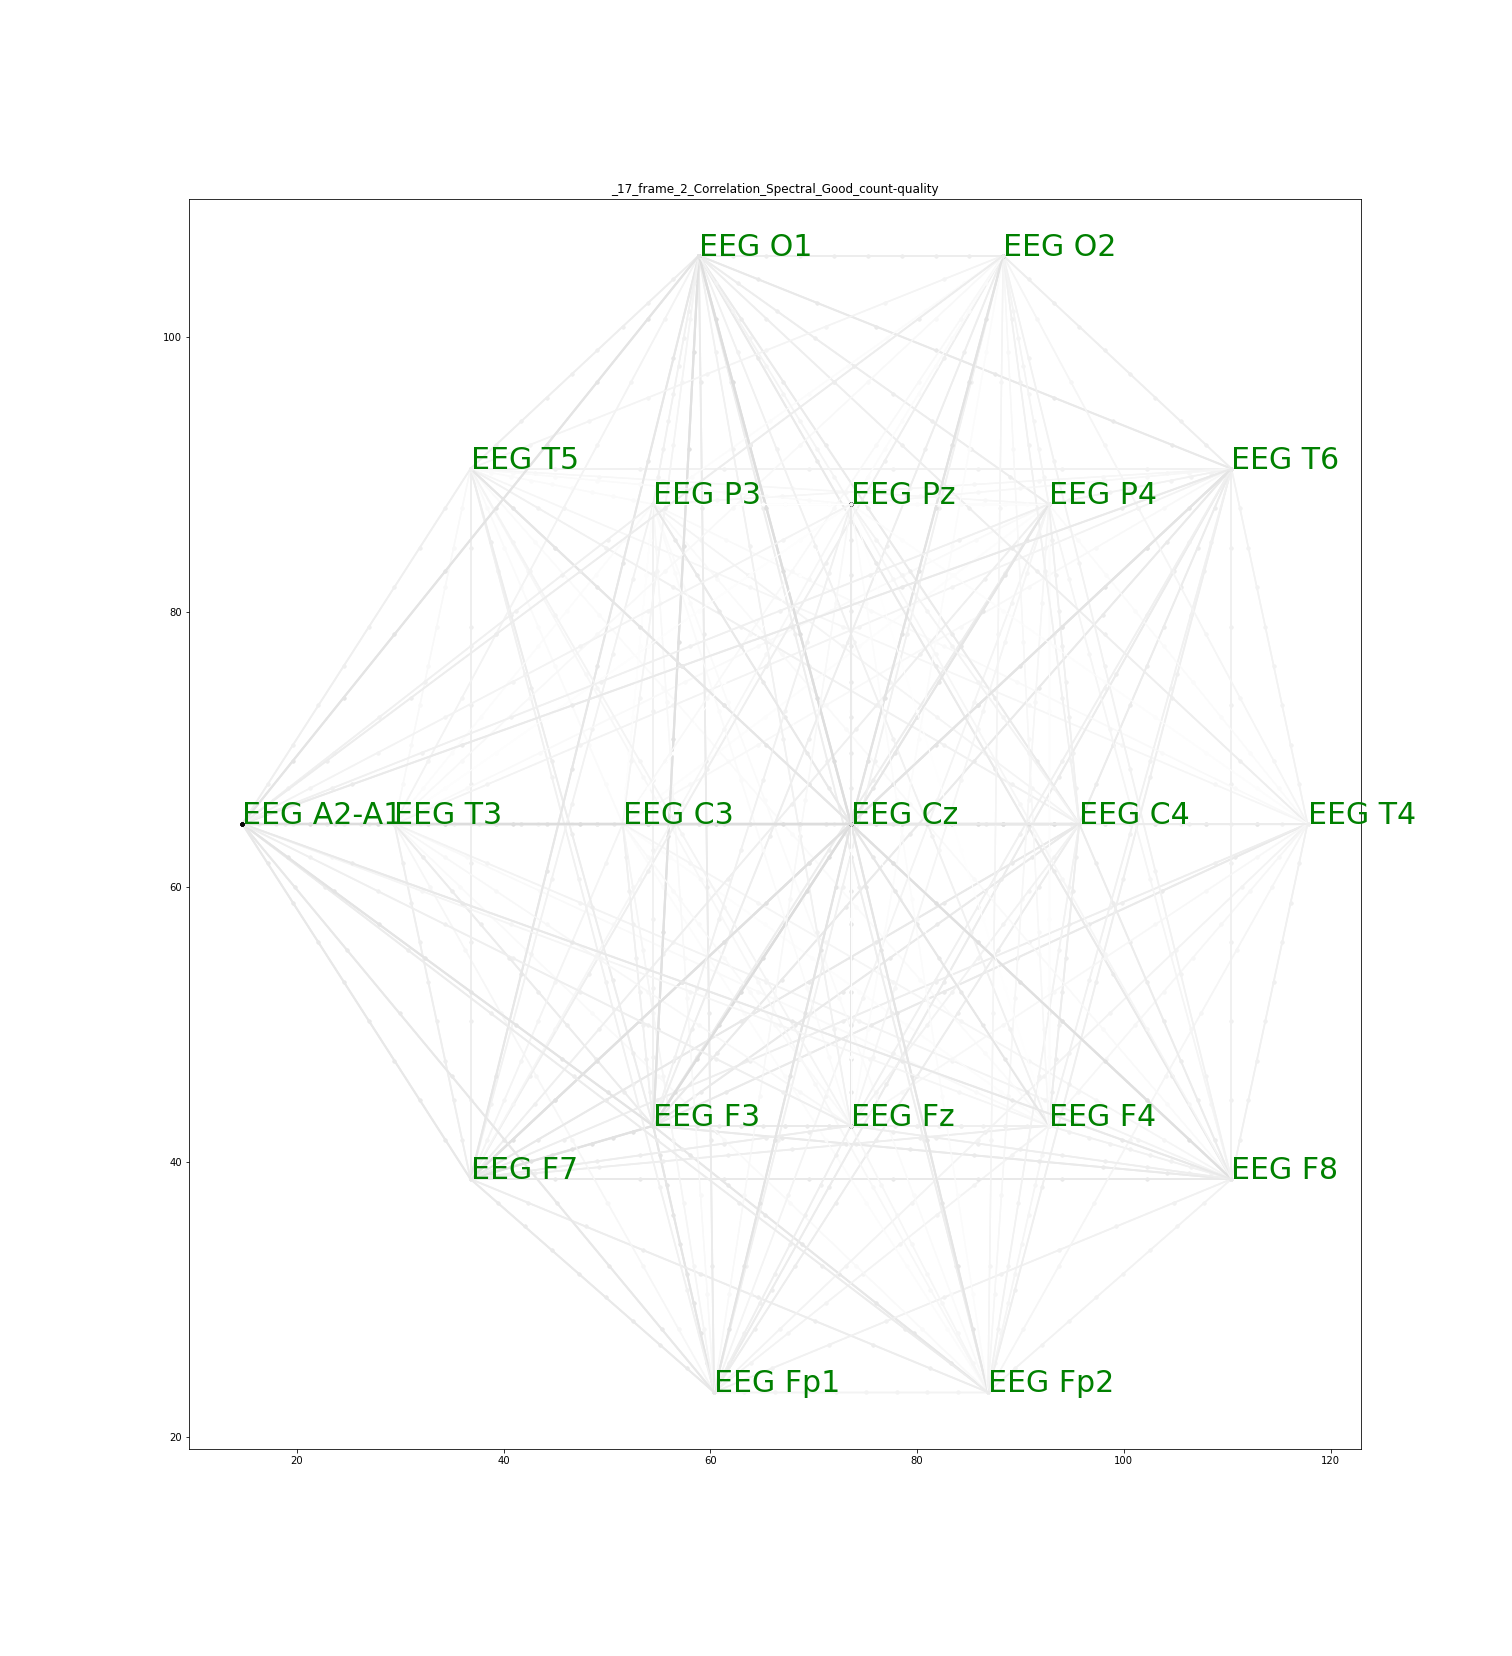 _17_frame_2_Correlation_Spectral_Good_count-quality
EEG O1 EEG O2
100
EEG T5 EEG T6
EEG P3 EEG Pz EEG P4
80
EEG A2-A1 EEG T3 EEG C3 EEG Cz EEG C4 EEG T4
60
EEG F3 EEG Fz EEG F4
40
EEG F7 EEG F8
EEG Fp1 EEG Fp2
20
20 40 60 80 100 120